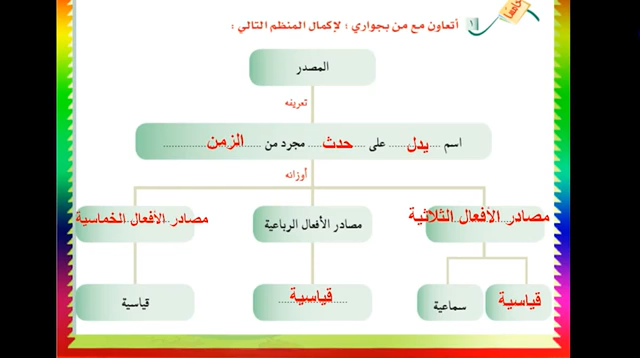 ١ أتعاون مع من بجواري ؛ لإكمال المنظم التالي :
المصدر
تعريفه
اسم يدل على حدث مجرد من الزمن
أوزانه
مصادر الأفعال الثلاثية
مصادر الأفعال الرباعية
مصادر الأفعال الخماسية
قياسية
سماعية
قياسية
قياسية